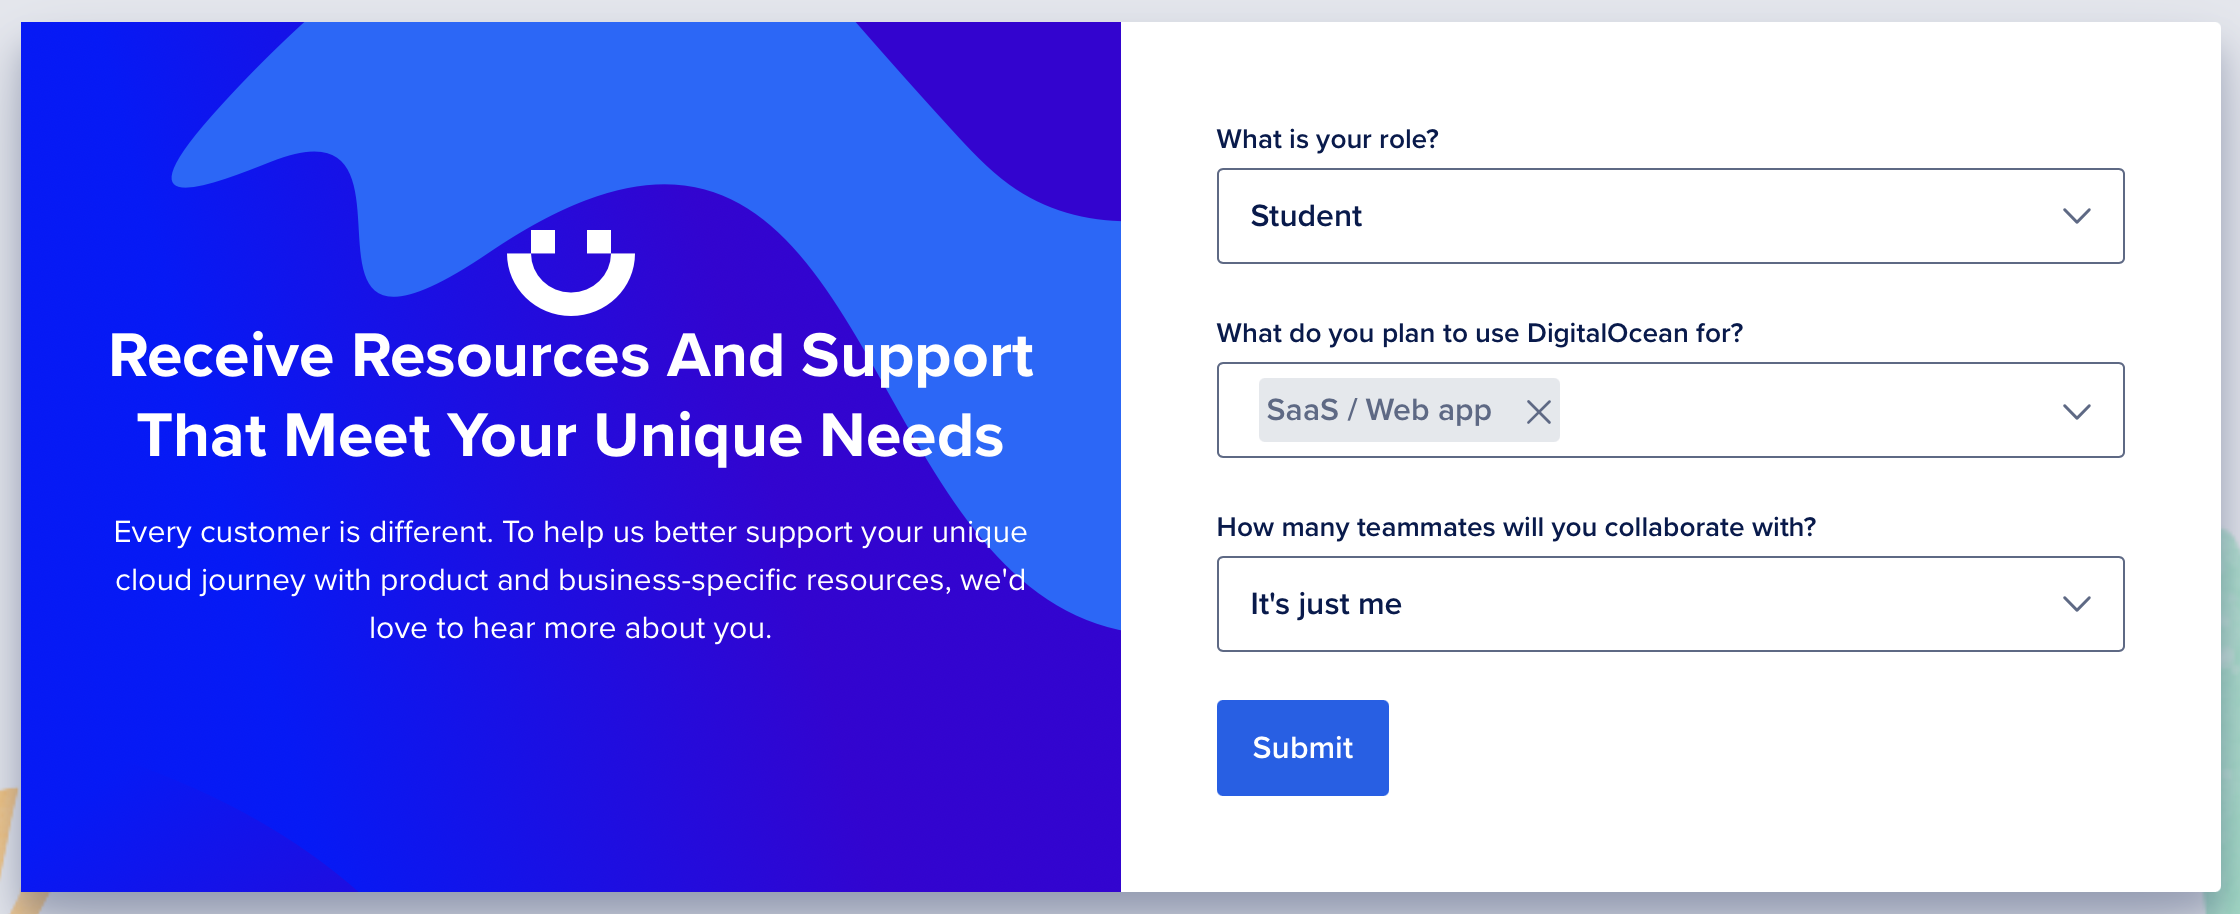 Receive Resources And Support
That Meet Your Unique Needs
Every customer is different. To help us better support your unique
cloud journey with product and business-specific resources, we'd
love to hear more about you.
What is your role?
Student
What do you plan to use DigitalOcean for?
SaaS / Web app
How many teammates will you collaborate with?
It's just me
Submit